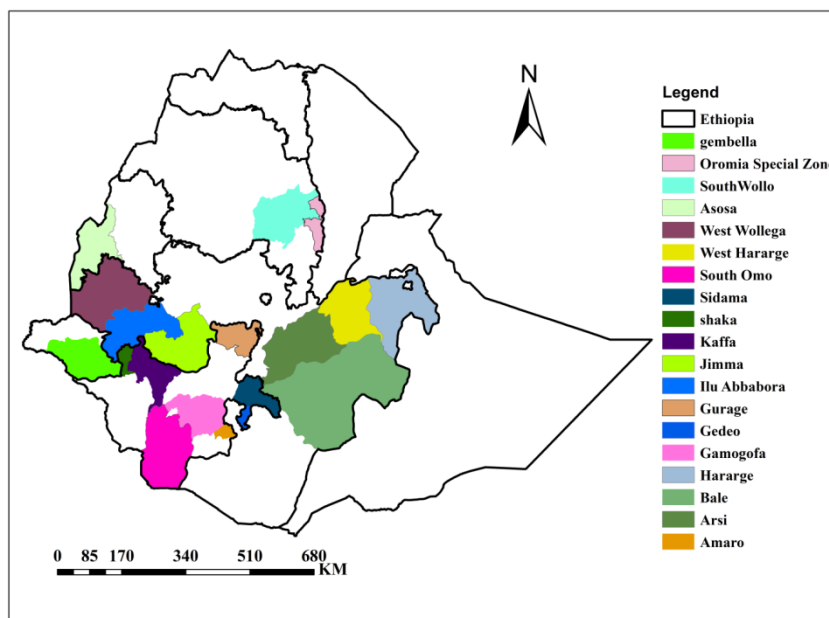 N
Legend
Ethiopia
gembella
Oromia Special Zone
SouthWollo
Asosa
West Wollega
West Hararge
South Omo
Sidama
shaka
Kaffa
Jimma
Ilu Abbabora
Gurage
Gedeo
Gamogofa
Hararge
Bale
Arsi
Amaro
0 85 170 340 510 680
KM